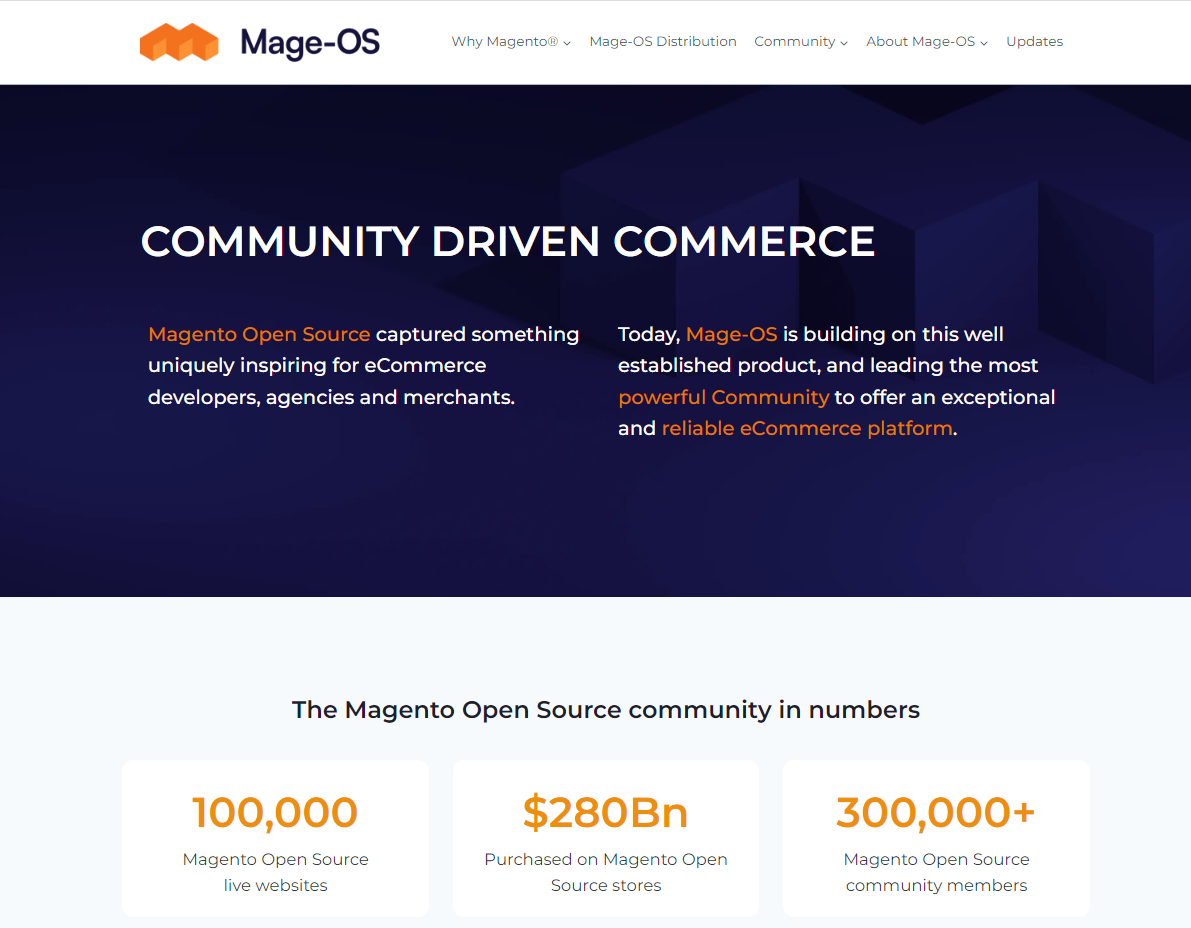 Mage-OS
Why Magento® Mage-OS Distribution Community About Mage-OS Updates
COMMUNITY DRIVEN COMMERCE
Magento Open Source captured something
uniquely inspiring for eCommerce
developers, agencies and merchants.
Today, Mage-OS is building on this well
established product, and leading the most
powerful Community to offer an exceptional
and reliable eCommerce platform.
The Magento Open Source community in numbers
100,000
Magento Open Source
live websites
$280Bn
Purchased on Magento Open
Source stores
300,000+
Magento Open Source
community members